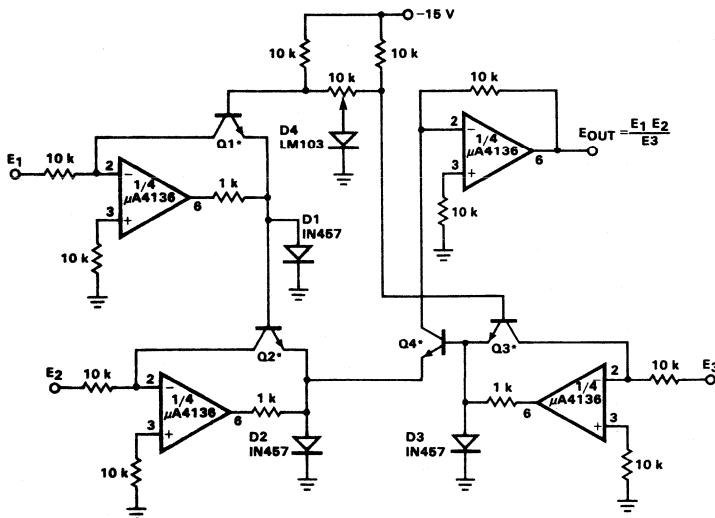 −15 V
10 k
10 k
10 k
10 k
D4
LM103
Q1*
E1
10 k
2
1/4
µA4136
3
6
1 k
10 k
2
1/4
µA4136
3
6
EOUT = E1 E2
E3
10 k
D1
IN457
10 k
Q2*
Q4*
Q3*
E2
10 k
2
1/4
µA4136
3
6
1 k
1 k
6
1/4
µA4136
2
3
10 k
E3
D2
IN457
D3
IN457
10 k
10 k